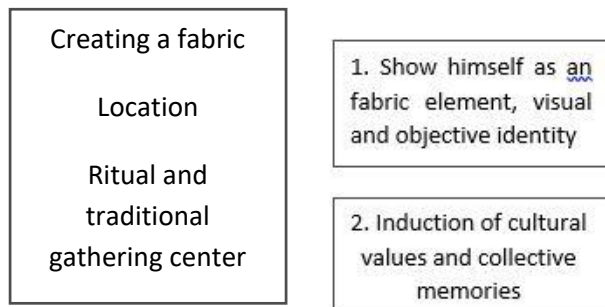 Creating a fabric
Location
Ritual and
traditional
gathering center
1. Show himself as an
fabric element, visual
and objective identity
2. Induction of cultural
values and collective
memories